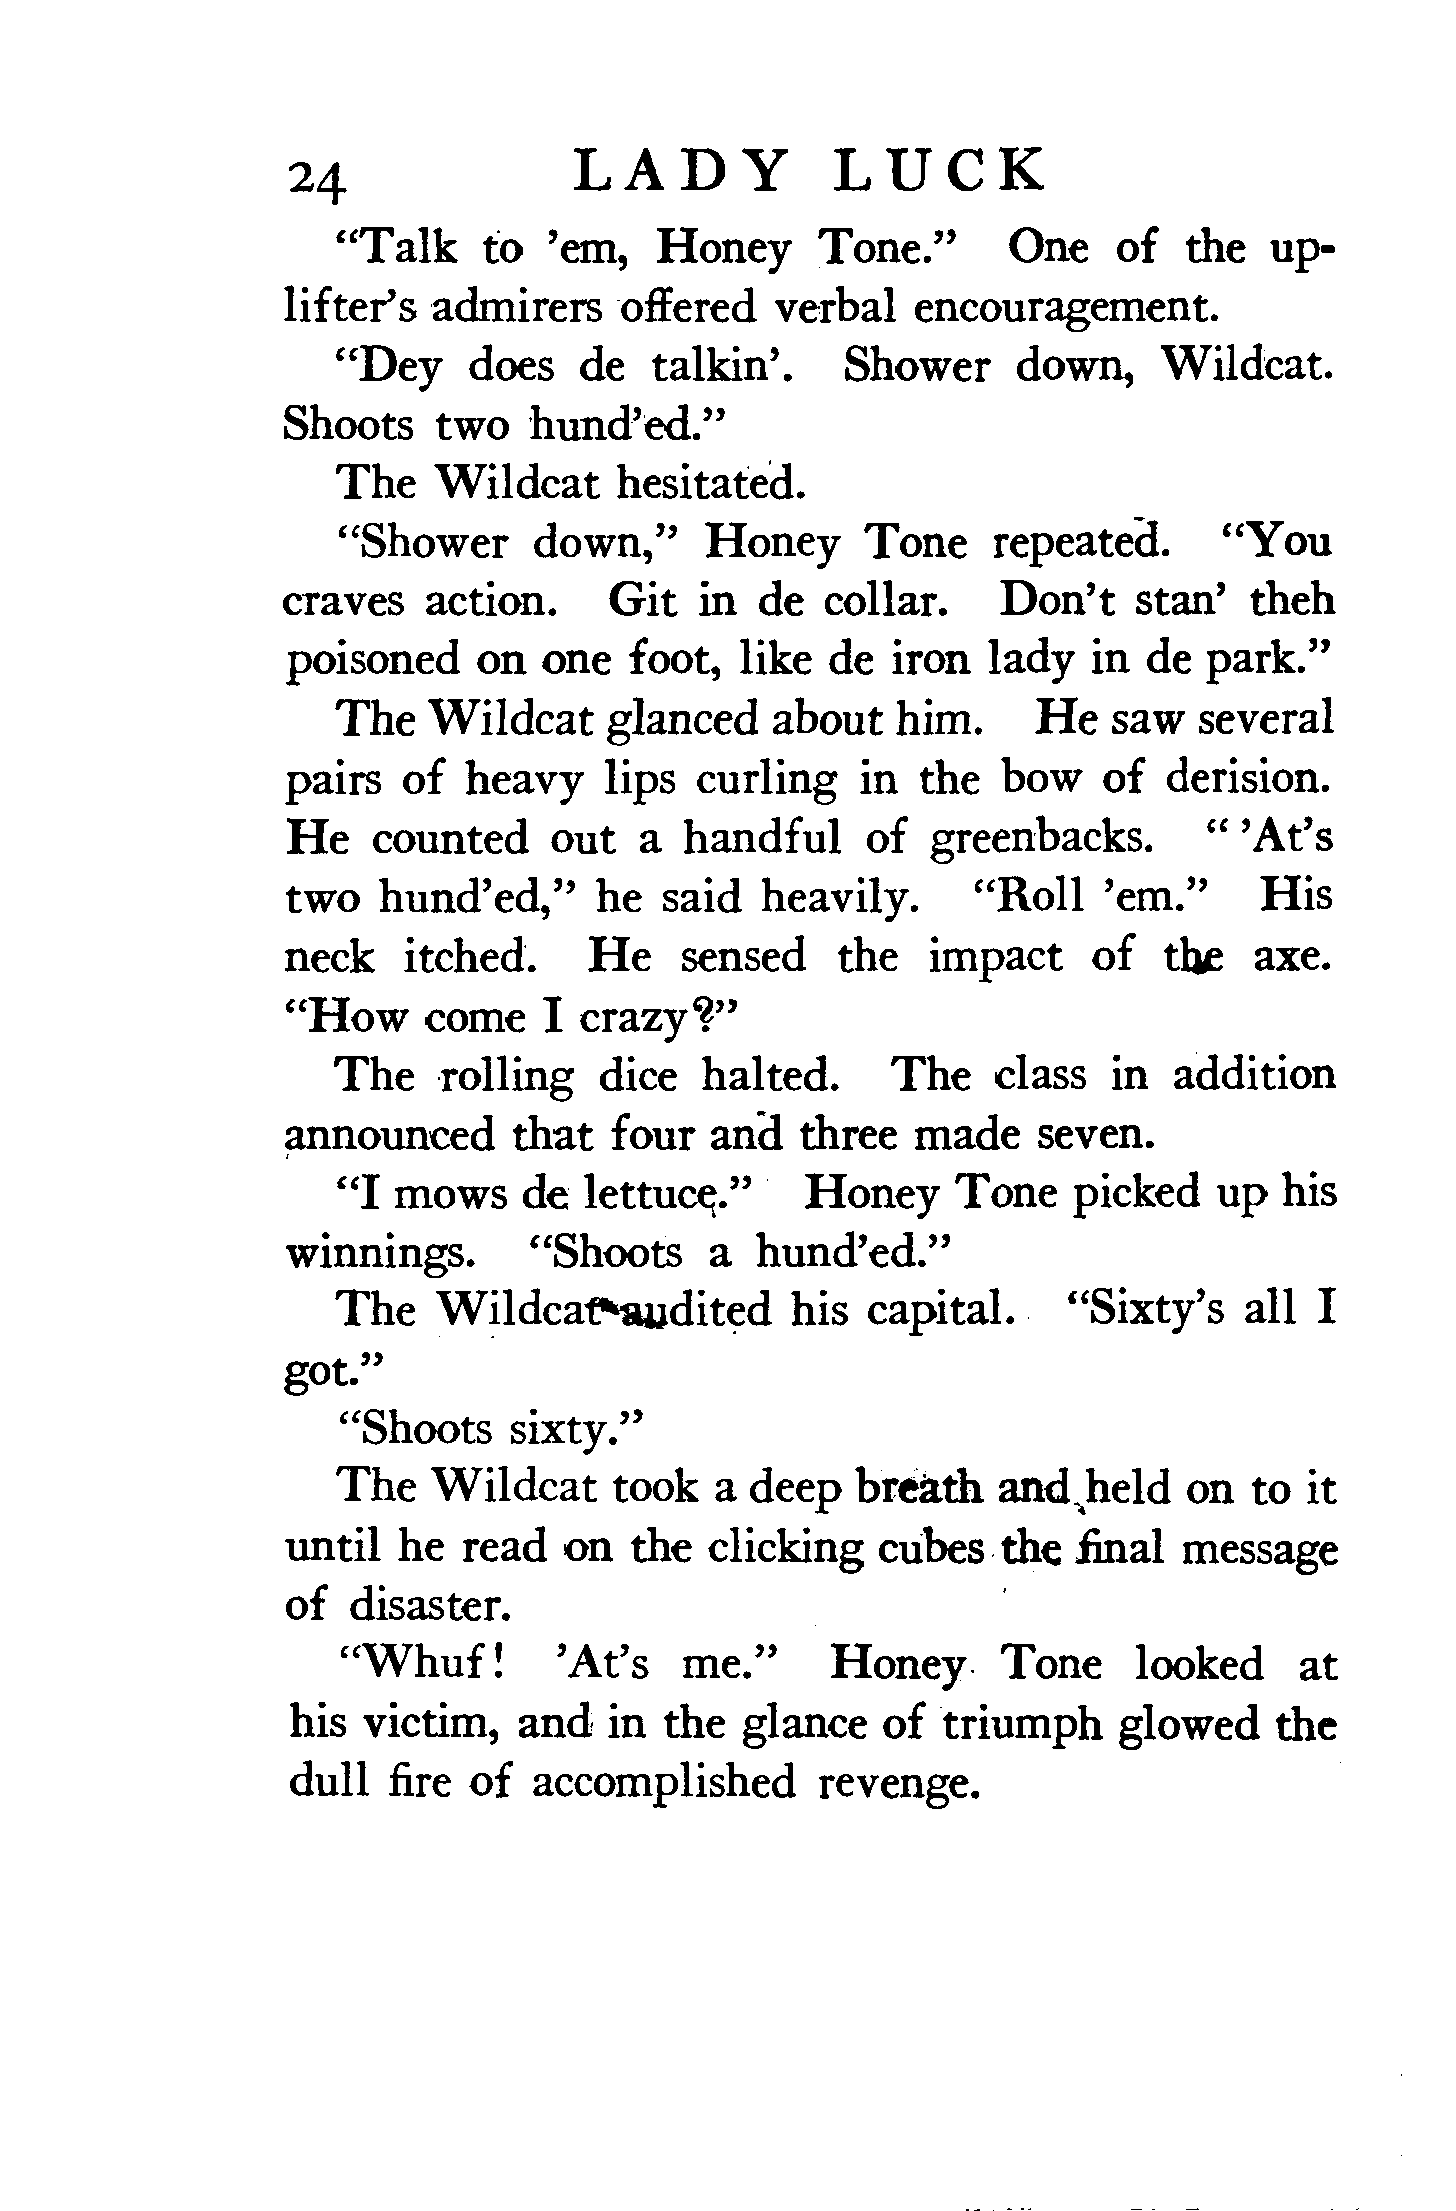 24 LADY LUCK
“Talk to ’em, Honey Tone.” One of the up-
lifter’s admirers offered verbal encouragement.
“Dey does de talkin’. Shower down, Wildcat.
Shoots two hund’ed.”
The Wildcat hesitated.
“Shower down,” Honey Tone repeated. “You
craves action. Git in de collar. Don’t stan’ theh
poisoned on one foot, like de iron lady in de park.”
The Wildcat glanced about him. He saw several
pairs of heavy lips curling in the bow of derision.
He counted out a handful of greenbacks. “ ’At’s
two hund’ed,” he said heavily. “Roll ’em.” His
neck itched. He sensed the impact of the axe.
“How come I crazy?”
The rolling dice halted. The class in addition
announced that four and three made seven.
“I mows de lettuce.” Honey Tone picked up his
winnings. “Shoots a hund’ed.”
The Wildcat audited his capital. “Sixty’s all I
got.”
“Shoots sixty.”
The Wildcat took a deep breath and held on to it
until he read on the clicking cubes the final message
of disaster.
“Whuf! ’At’s me.” Honey Tone looked at
his victim, and in the glance of triumph glowed the
dull fire of accomplished revenge.